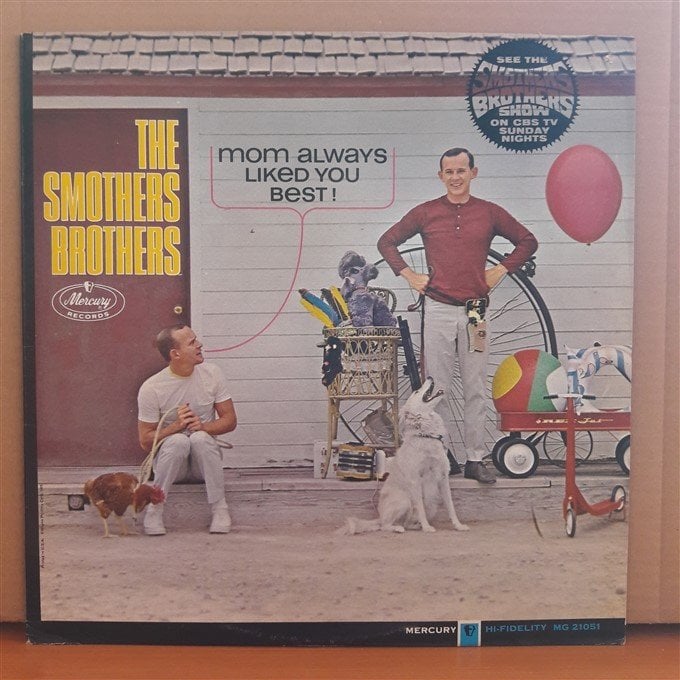 SEE THE
SMOTHERS
BROTHERS
SHOW
ON CBS TV
SUNDAY
NIGHTS
THE
SMOTHERS
BROTHERS
Mercury
RECORDS
mom ALWAYS
LIKED YOU
BEST!
MERCURY HI-FIDELITY MG 21051